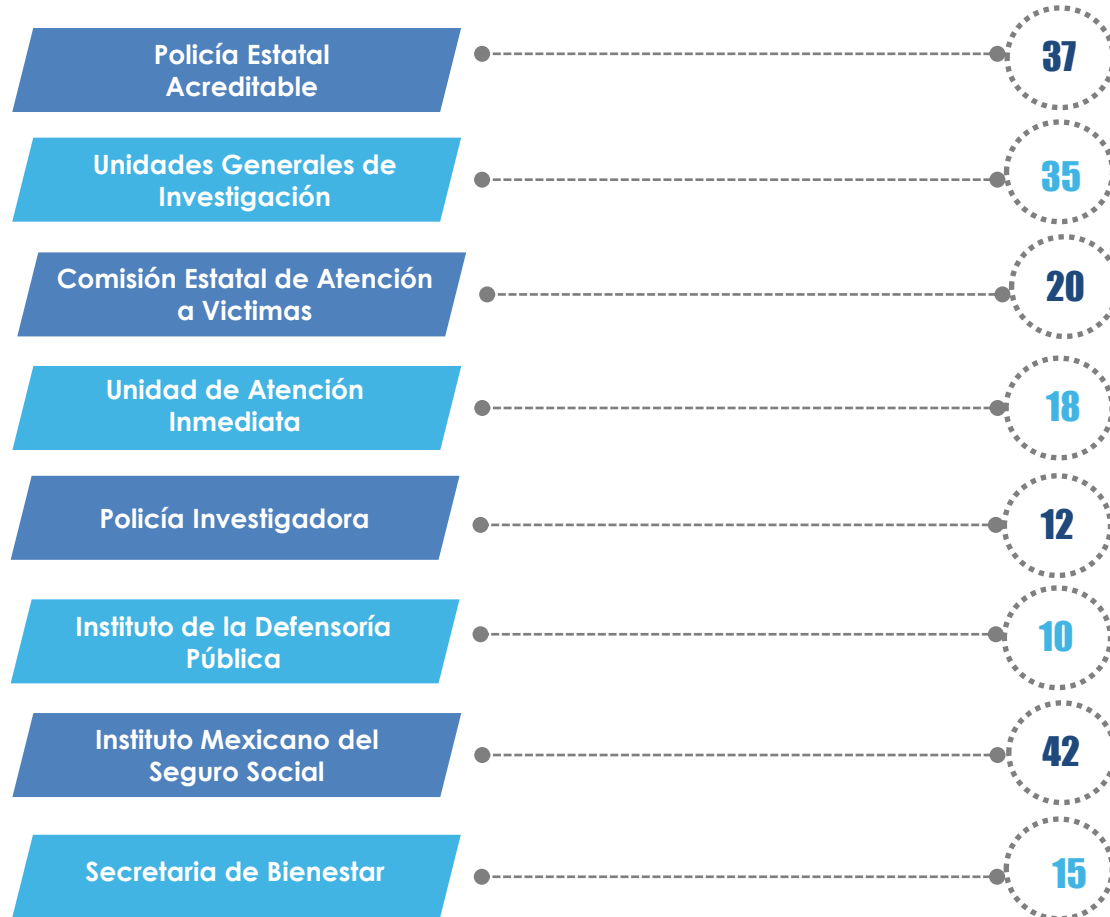 Policía Estatal
Acreditable
37
Unidades Generales de
Investigación
35
Comisión Estatal de Atención
a Victimas
20
Unidad de Atención
Inmediata
18
Policía Investigadora
12
Instituto de la Defensoría
Pública
10
Instituto Mexicano del
Seguro Social
42
Secretaria de Bienestar
15